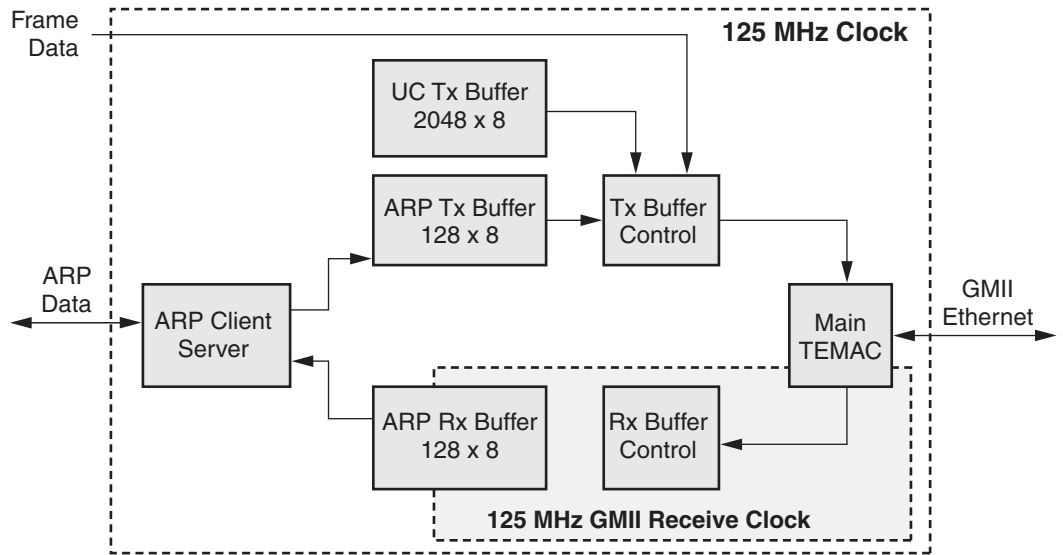 Frame
Data
125 MHz Clock
UC Tx Buffer
2048 x 8
ARP Tx Buffer
128 x 8
Tx Buffer
Control
ARP
Data
ARP Client
Server
Main
TEMAC
GMII
Ethernet
ARP Rx Buffer
128 x 8
Rx Buffer
Control
125 MHz GMII Receive Clock